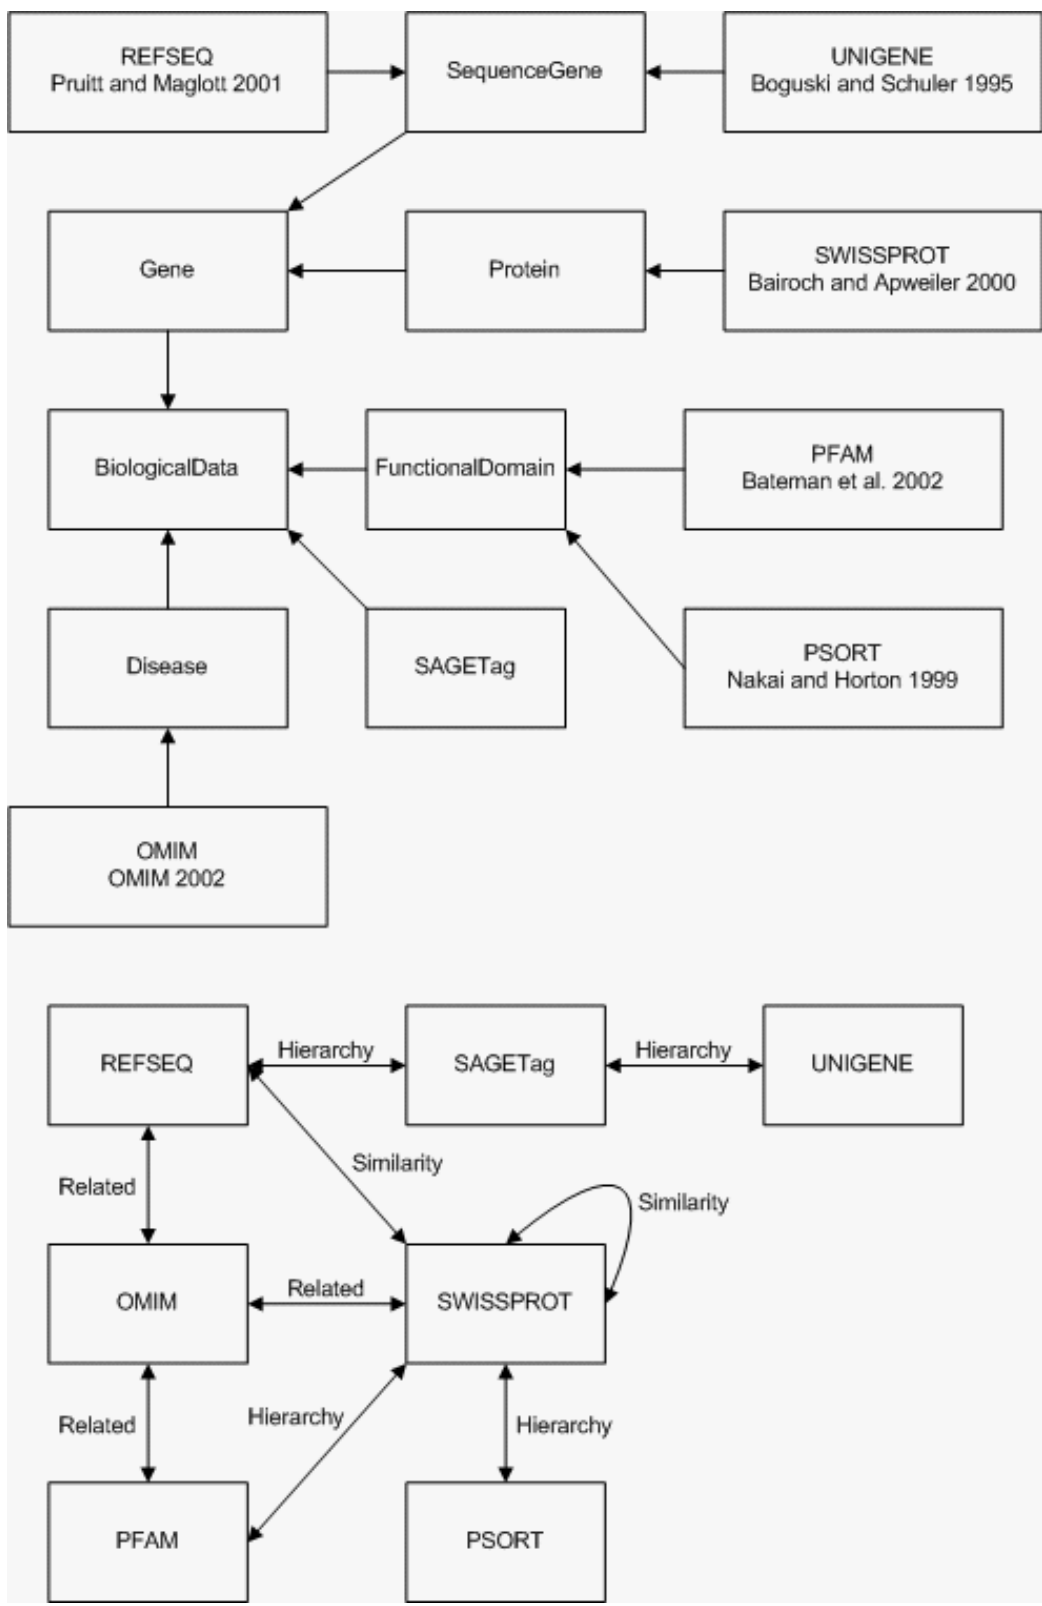 REFSEQ
Pruitt and Maglott 2001
SequenceGene
UNIGENE
Boguski and Schuler 1995
Gene
Protein
SWISSPROT
Bairoch and Apweiler 2000
BiologicalData
FunctionalDomain
PFAM
Bateman et al. 2002
Disease
SAGETag
PSORT
Nakai and Horton 1999
OMIM
OMIM 2002
REFSEQ
Hierarchy
SAGETag
Hierarchy
UNIGENE
Related
Similarity
Similarity
OMIM
Related
SWISSPROT
Related
Hierarchy
Hierarchy
PFAM
PSORT